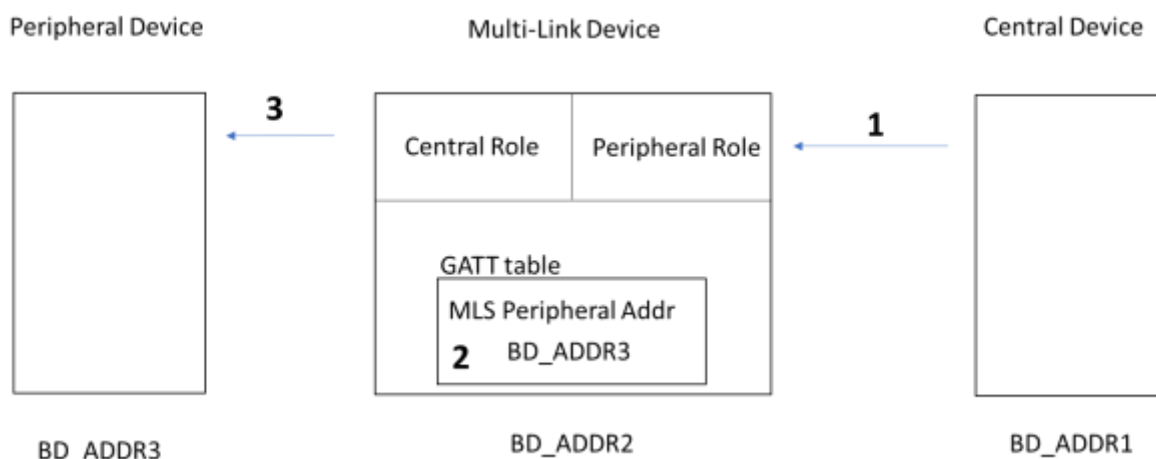 Peripheral Device
Multi-Link Device
Central Device
3
Central Role
Peripheral Role
1
GATT table
MLS Peripheral Addr
2 BD_ADDR3
BD_ADDR3
BD_ADDR2
BD_ADDR1